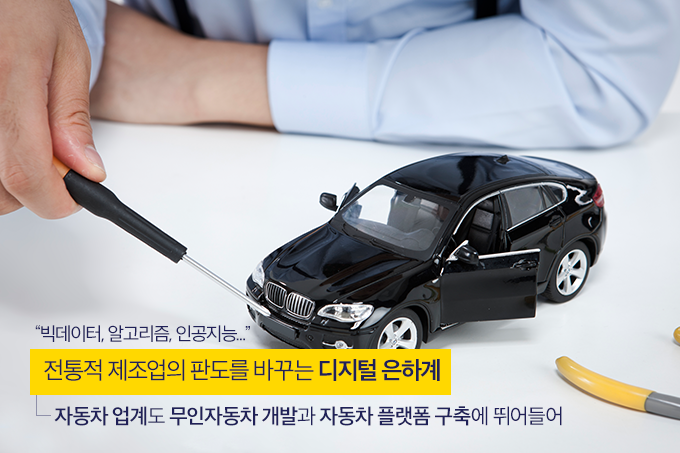 “빅데이터, 알고리즘, 인공지능...”
전통적 제조업의 판도를 바꾸는 디지털 은하계
자동차 업계도 무인자동차 개발과 자동차 플랫폼 구축에 뛰어들어